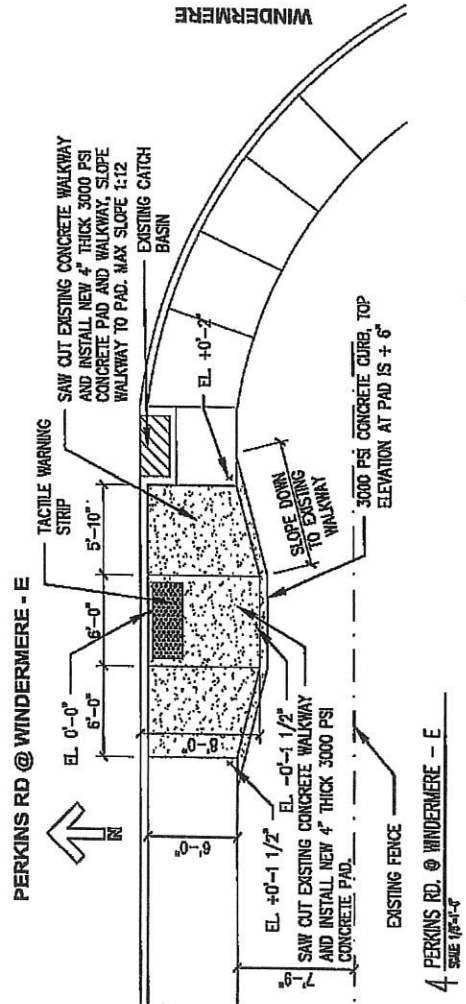 PERKINS RD @ WINDERMERE - E
WINDERMERE
N
TACTILE WARNING
STRIP
SAW CUT EXISTING CONCRETE WALKWAY
AND INSTALL NEW 4" THICK 3000 PSI
CONCRETE PAD AND WALKWAY, SLOPE
WALKWAY TO PAD. MAX SLOPE 1:12
EXISTING CATCH
BASIN
EL 0'-0"
6'-0"
6'-0"
5'-10"
6'-0"
8'-0"
7'-9"
EL +0'-2"
EL +0'-1 1/2"
EL -0'-1 1/2"
SLOPE DOWN
TO EXISTING
WALKWAY
SAW CUT EXISTING CONCRETE WALKWAY
AND INSTALL NEW 4" THICK 3000 PSI
CONCRETE PAD.
3000 PSI CONCRETE CURB, TOP
ELEVATION AT PAD IS + 6"
EXISTING FENCE
4 PERKINS RD. @ WINDERMERE - E
SCALE 1/8"=1'-0"